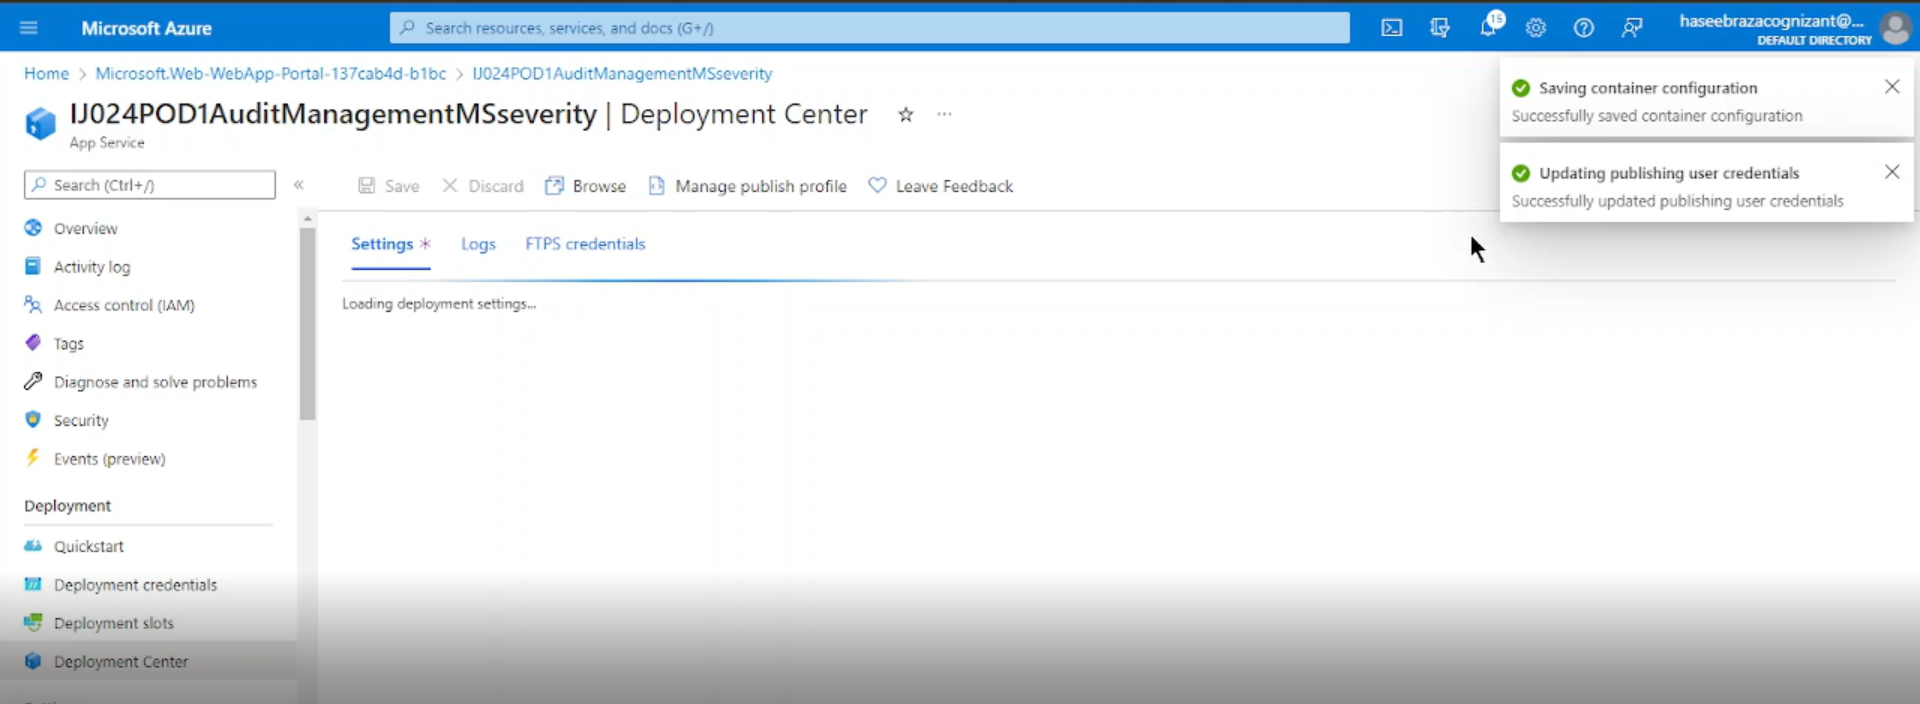 Microsoft Azure
Search resources, services, and docs (G+/)
15
haseebrazacognizant@...
DEFAULT DIRECTORY
Home > Microsoft.Web-WebApp-Portal-137cab4d-b1bc > IJ024POD1AuditManagementMSseverity
IJ024POD1AuditManagementMSseverity | Deployment Center
App Service
Saving container configuration
Successfully saved container configuration
Updating publishing user credentials
Successfully updated publishing user credentials
Search (Ctrl+/)
Save Discard Browse Manage publish profile Leave Feedback
Overview
Activity log
Access control (IAM)
Tags
Diagnose and solve problems
Security
Events (preview)
Deployment
Quickstart
Deployment credentials
Deployment slots
Deployment Center
Settings * Logs FTPS credentials
Loading deployment settings...